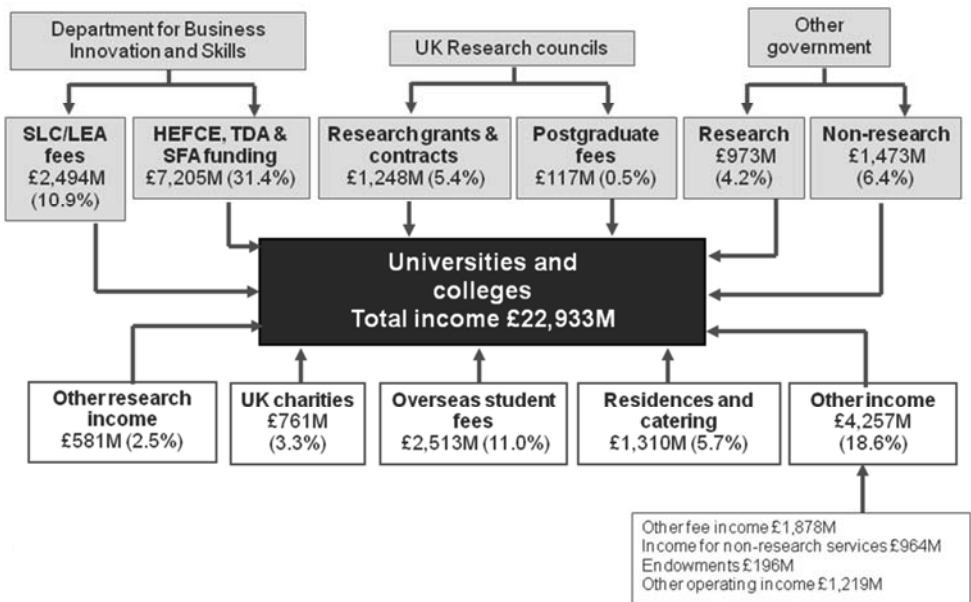 Department for Business
Innovation and Skills
UK Research councils
Other
government
SLC/LEA
fees
£2,494M
(10.9%)
HEFCE, TDA &
SFA funding
£7,205M (31.4%)
Research grants &
contracts
£1,248M (5.4%)
Postgraduate
fees
£117M (0.5%)
Research
£973M
(4.2%)
Non-research
£1,473M
(6.4%)
Universities and
colleges
Total income £22,933M
Other research
income
£581M (2.5%)
UK charities
£761M
(3.3%)
Overseas student
fees
£2,513M (11.0%)
Residences and
catering
£1,310M (5.7%)
Other income
£4,257M
(18.6%)
Other fee income £1,878M
Income for non-research services £964M
Endowments £196M
Other operating income £1,219M